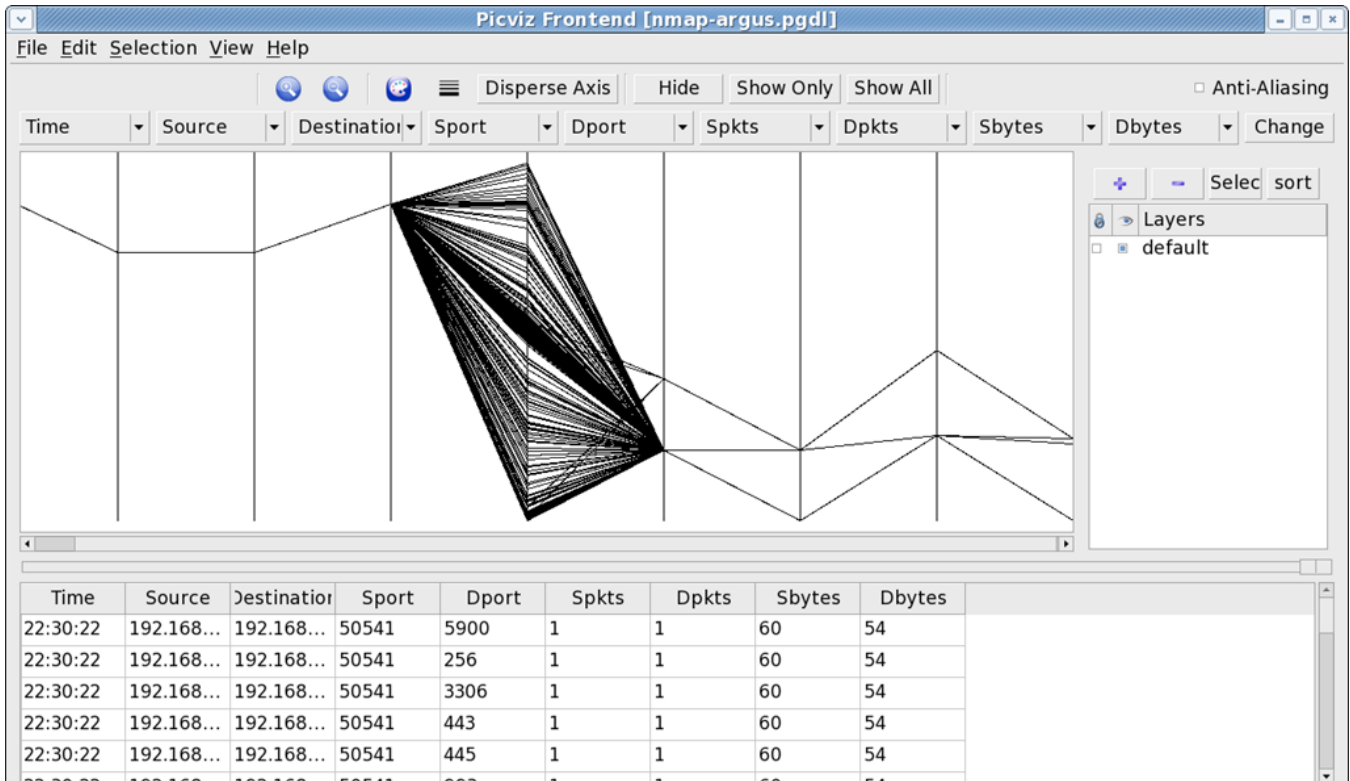 Picviz Frontend [nmap-argus.pgdl]
File Edit Selection View Help
Disperse Axis Hide Show Only Show All Anti-Aliasing
Time Source Destination Sport Dport Spkts Dpkts Sbytes Dbytes Change
Selec sort
Layers
default
Time Source Destination Sport Dport Spkts Dpkts Sbytes Dbytes
22:30:22 192.168... 192.168... 50541 5900 1 1 60 54
22:30:22 192.168... 192.168... 50541 256 1 1 60 54
22:30:22 192.168... 192.168... 50541 3306 1 1 60 54
22:30:22 192.168... 192.168... 50541 443 1 1 60 54
22:30:22 192.168... 192.168... 50541 445 1 1 60 54